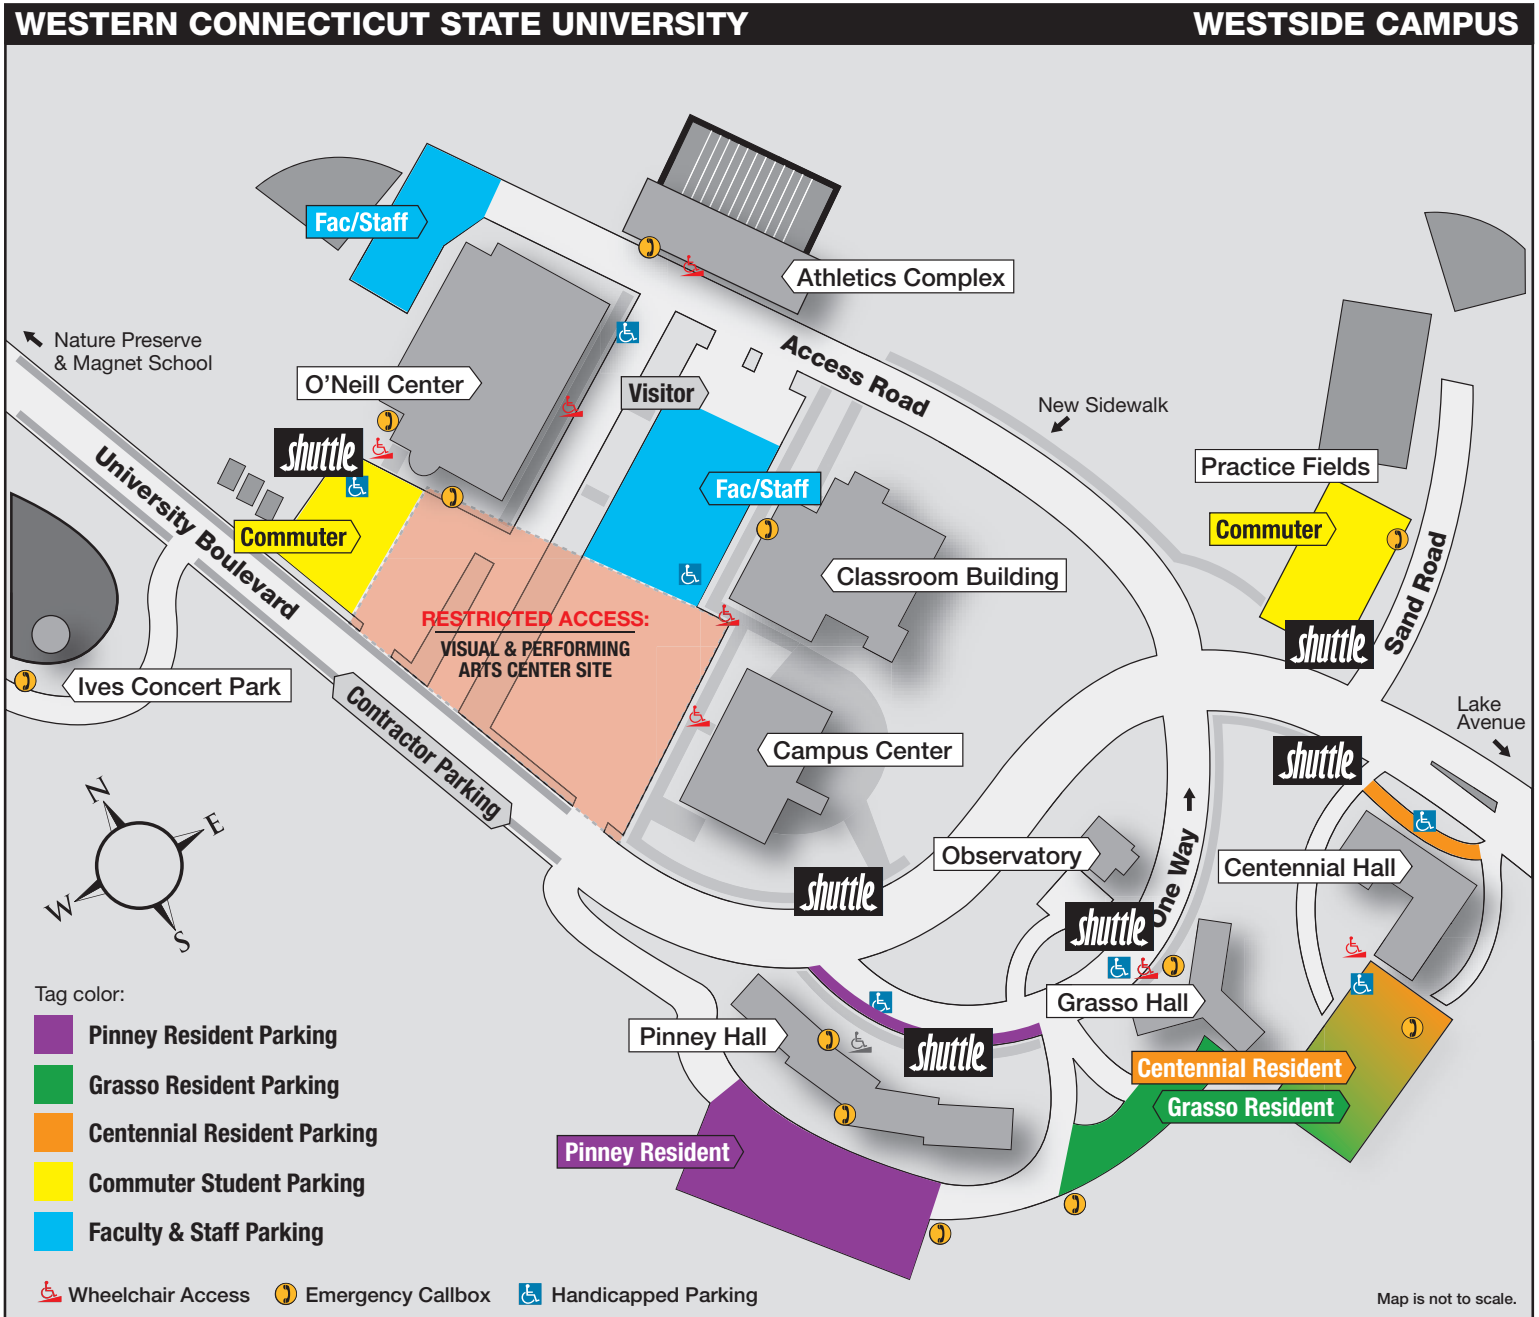 WESTERN CONNECTICUT STATE UNIVERSITY
WESTSIDE CAMPUS
Fac/Staff
Athletics Complex
Nature Preserve
& Magnet School
O'Neill Center
Visitor
Access Road
New Sidewalk
shuttle
Practice Fields
University Boulevard
Commuter
Fac/Staff
Commuter
Classroom Building
Sand Road
RESTRICTED ACCESS:
VISUAL & PERFORMING
ARTS CENTER SITE
shuttle
Ives Concert Park
Contractor Parking
Lake
Avenue
Campus Center
shuttle
N
E
W
S
Observatory
One Way
Centennial Hall
shuttle
shuttle
Grasso Hall
Pinney Hall
shuttle
Centennial Resident
Grasso Resident
Pinney Resident
Tag color:
Pinney Resident Parking
Grasso Resident Parking
Centennial Resident Parking
Commuter Student Parking
Faculty & Staff Parking
Wheelchair Access
Emergency Callbox
Handicapped Parking
Map is not to scale.